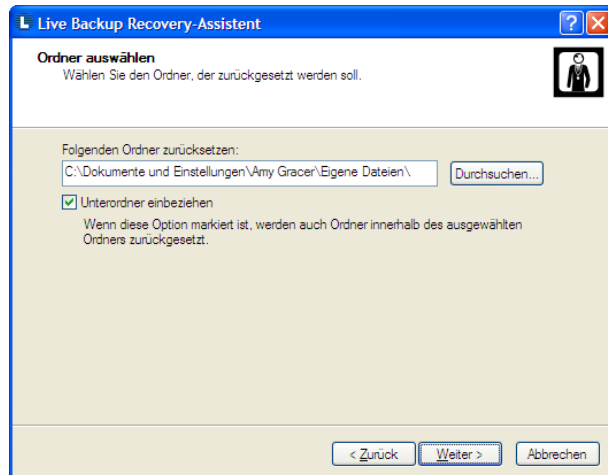 L Live Backup Recovery-Assistent
Ordner auswählen
Wählen Sie den Ordner, der zurückgesetzt werden soll.
Folgenden Ordner zurücksetzen:
C:\Dokumente und Einstellungen\Amy Gracer\Eigene Dateien\ Durchsuchen...
Unterordner einbeziehen
Wenn diese Option markiert ist, werden auch Ordner innerhalb des ausgewählten
Ordners zurückgesetzt.
< Zurück Weiter > Abbrechen